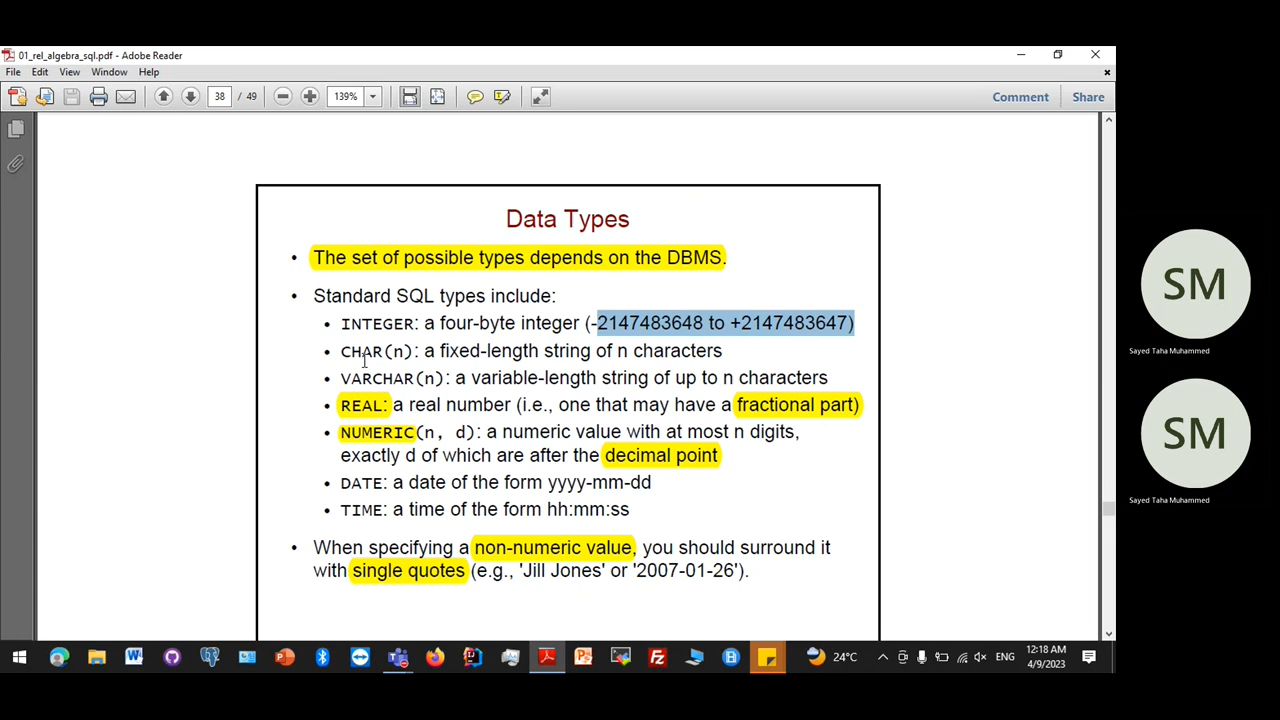 01_rel_algebra_sql.pdf - Adobe Reader
File Edit View Window Help
38 / 49 139% Comment Share
Data Types
• The set of possible types depends on the DBMS.
• Standard SQL types include:
• INTEGER: a four-byte integer (-2147483648 to +2147483647)
• CHAR(n): a fixed-length string of n characters
• VARCHAR(n): a variable-length string of up to n characters
• REAL: a real number (i.e., one that may have a fractional part)
• NUMERIC(n, d): a numeric value with at most n digits,
exactly d of which are after the decimal point
• DATE: a date of the form yyyy-mm-dd
• TIME: a time of the form hh:mm:ss
• When specifying a non-numeric value, you should surround it
with single quotes (e.g., 'Jill Jones' or '2007-01-26').
SM
Sayed Taha Muhammed
SM
Sayed Taha Muhammed
24°C ENG 12:18 AM
4/9/2023